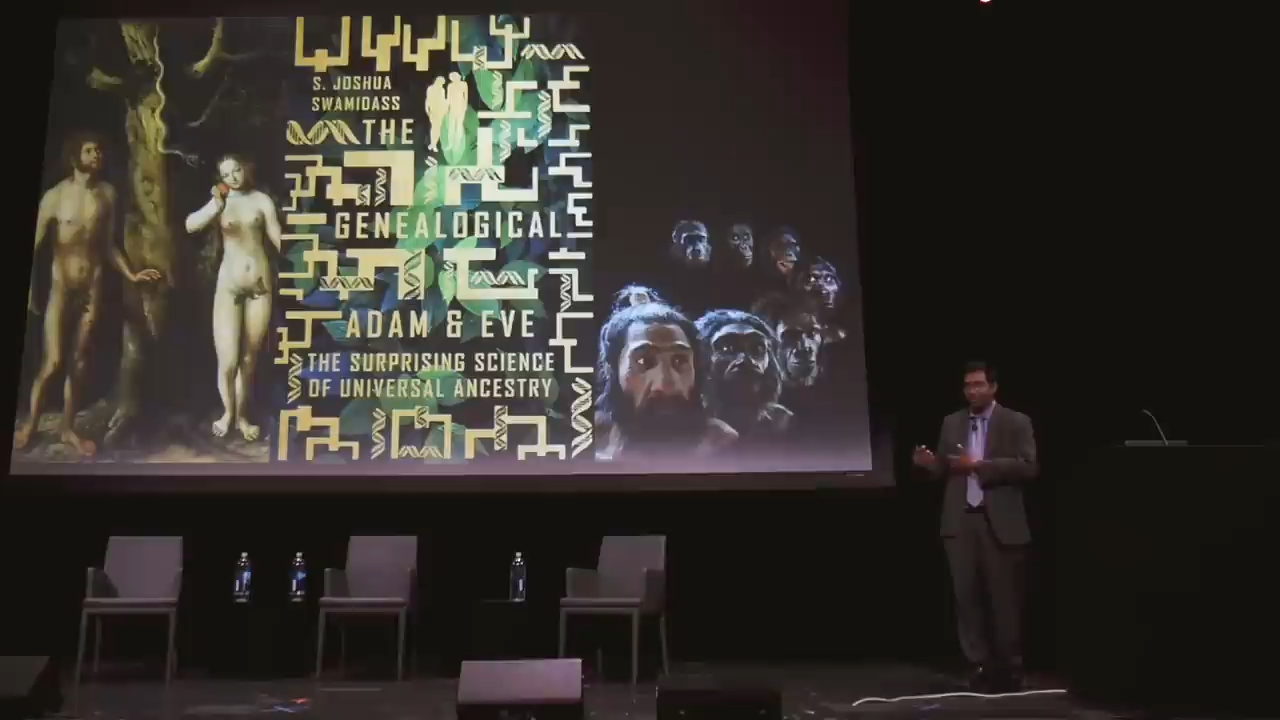 S. JOSHUA
SWAMIDASS
THE
GENEALOGICAL
ADAM & EVE
THE SURPRISING SCIENCE
OF UNIVERSAL ANCESTRY